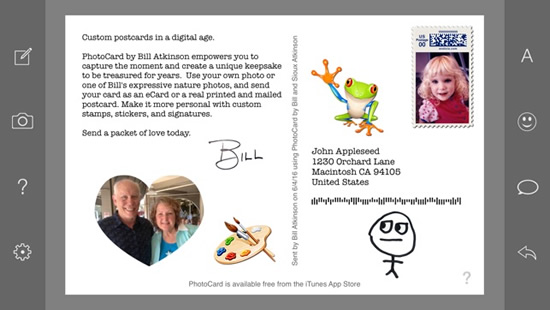 Custom postcards in a digital age.
PhotoCard by Bill Atkinson empowers you to
capture the moment and create a unique keepsake
to be treasured for years.  Use your own photo or
one of Bill's expressive nature photos, and send
your card as an eCard or a real printed and mailed
postcard. Make it more personal with custom
stamps, stickers, and signatures.
Send a packet of love today.
Bill
Sent by Bill Atkinson on 6/4/16 using PhotoCard by Bill and Sioux Atkinson
US Postage
00
John Appleseed
1230 Orchard Lane
Macintosh CA 94105
United States
A
?
?
PhotoCard is available free from the iTunes App Store